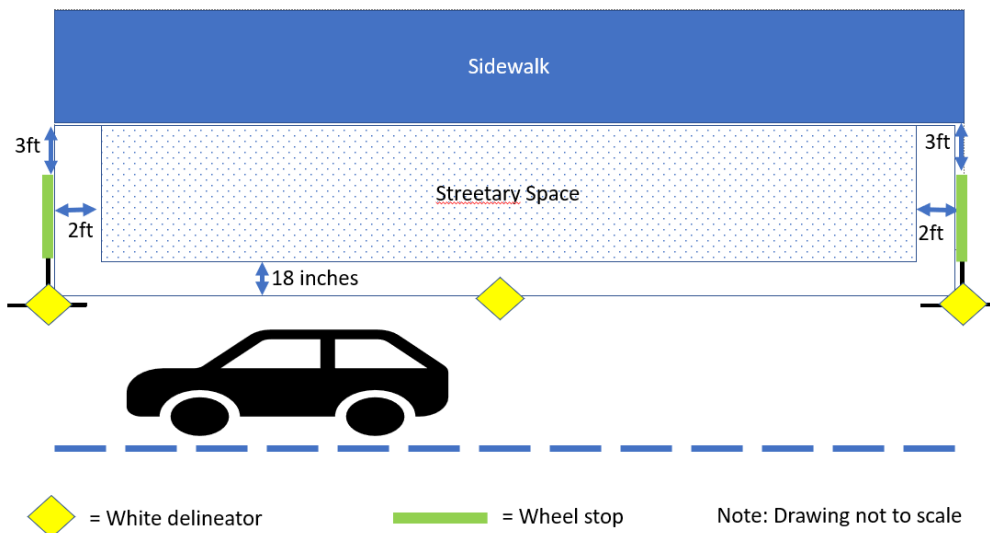 Sidewalk
3ft
3ft
Streetary Space
2ft
2ft
18 inches
= White delineator
= Wheel stop
Note: Drawing not to scale